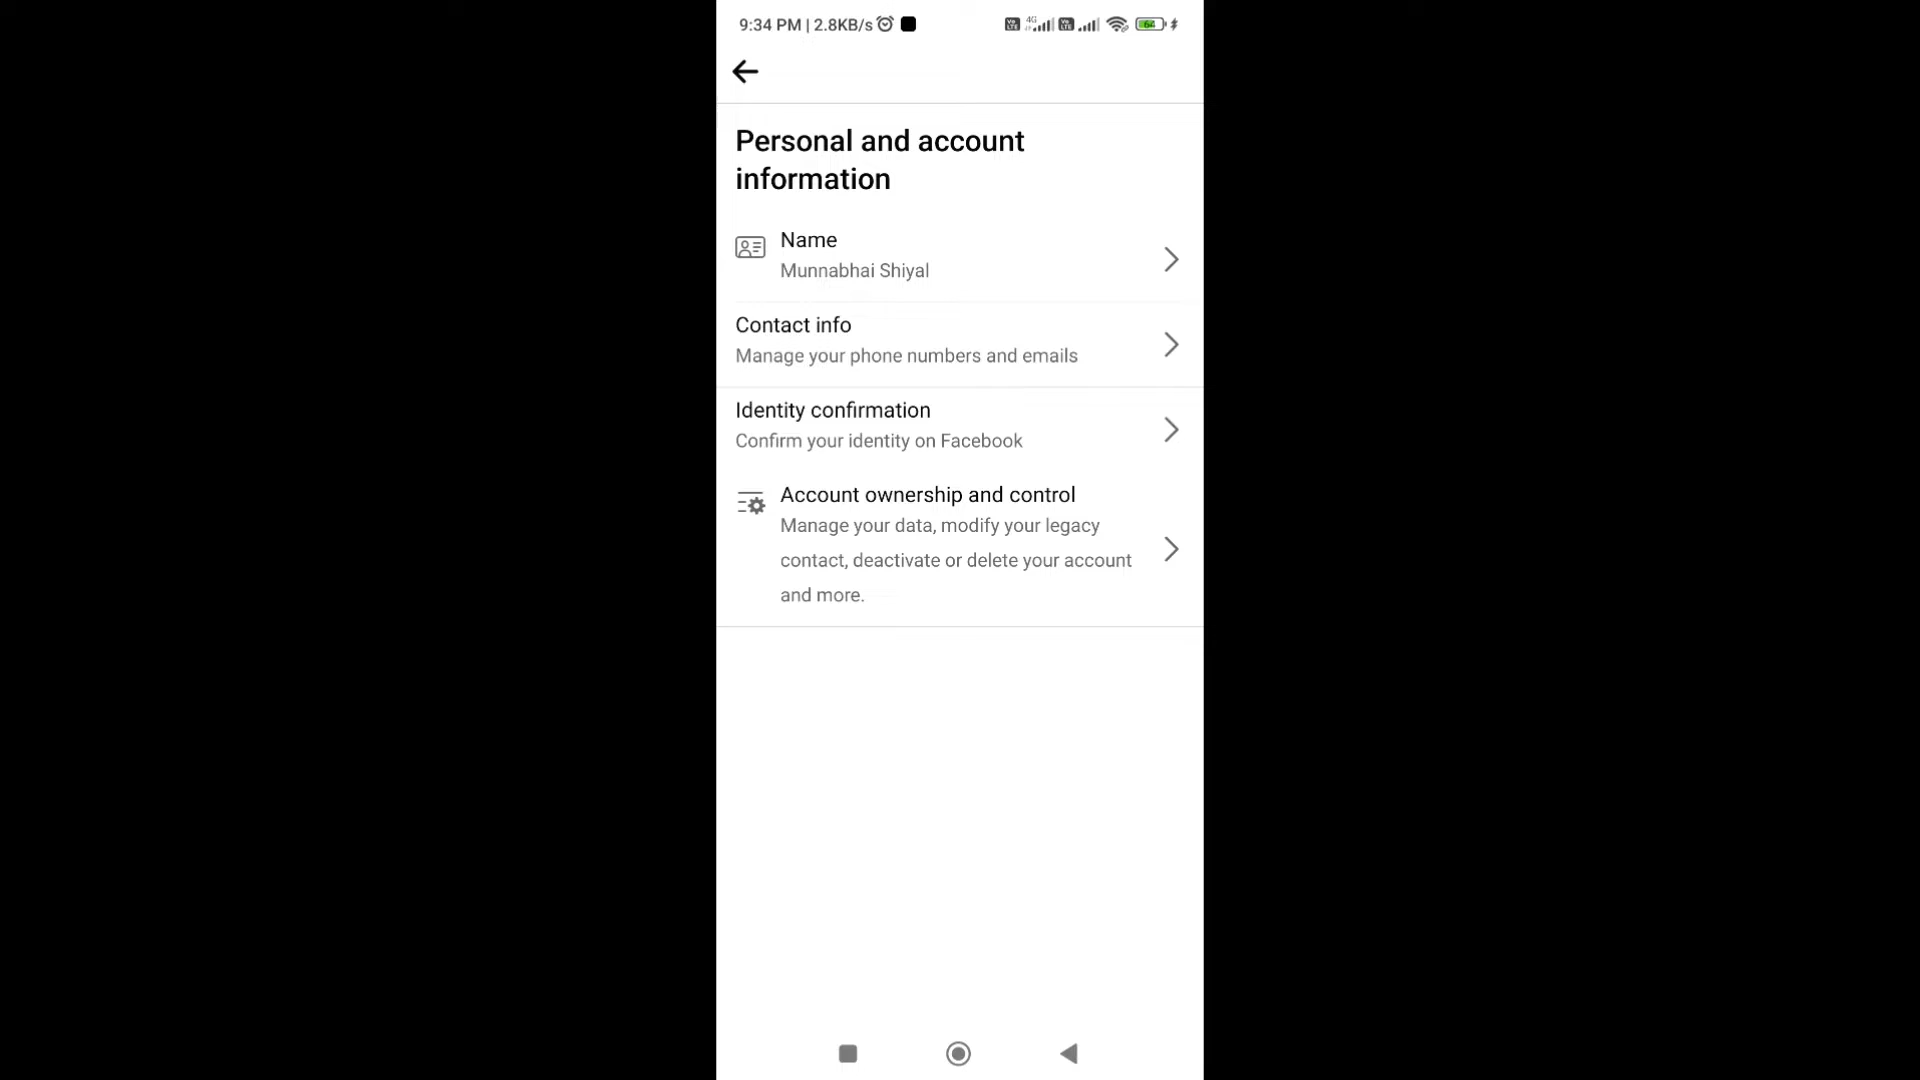 9:34 PM | 2.8KB/s
4G
64
Personal and account
information
Name
Munnabhai Shiyal
Contact info
Manage your phone numbers and emails
Identity confirmation
Confirm your identity on Facebook
Account ownership and control
Manage your data, modify your legacy
contact, deactivate or delete your account
and more.